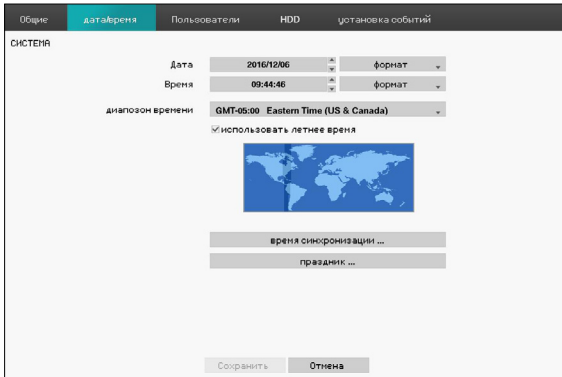 Общие дата/время Пользователи HDD установка событий
СИСТЕМА
Дата 2016/12/06 формат
Время 09:44:46 формат
диапозон времени GMT-05:00 Eastern Time (US & Canada)
использовать летнее время
время синхронизации ...
праздник ...
Сохранить Отмена